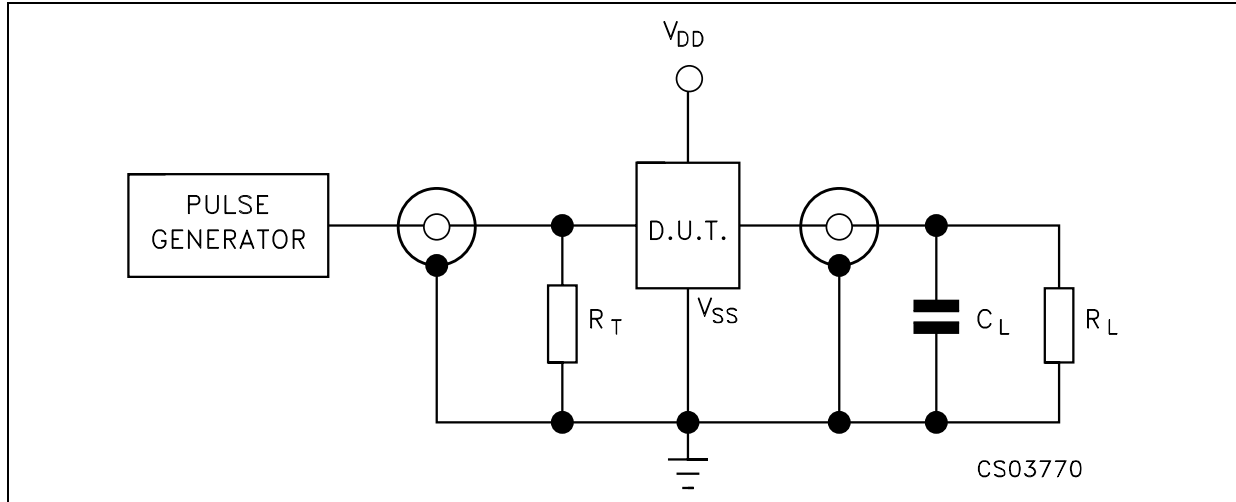 VDD
PULSE
GENERATOR
D.U.T.
VSS
RT
CL
RL
CS03770